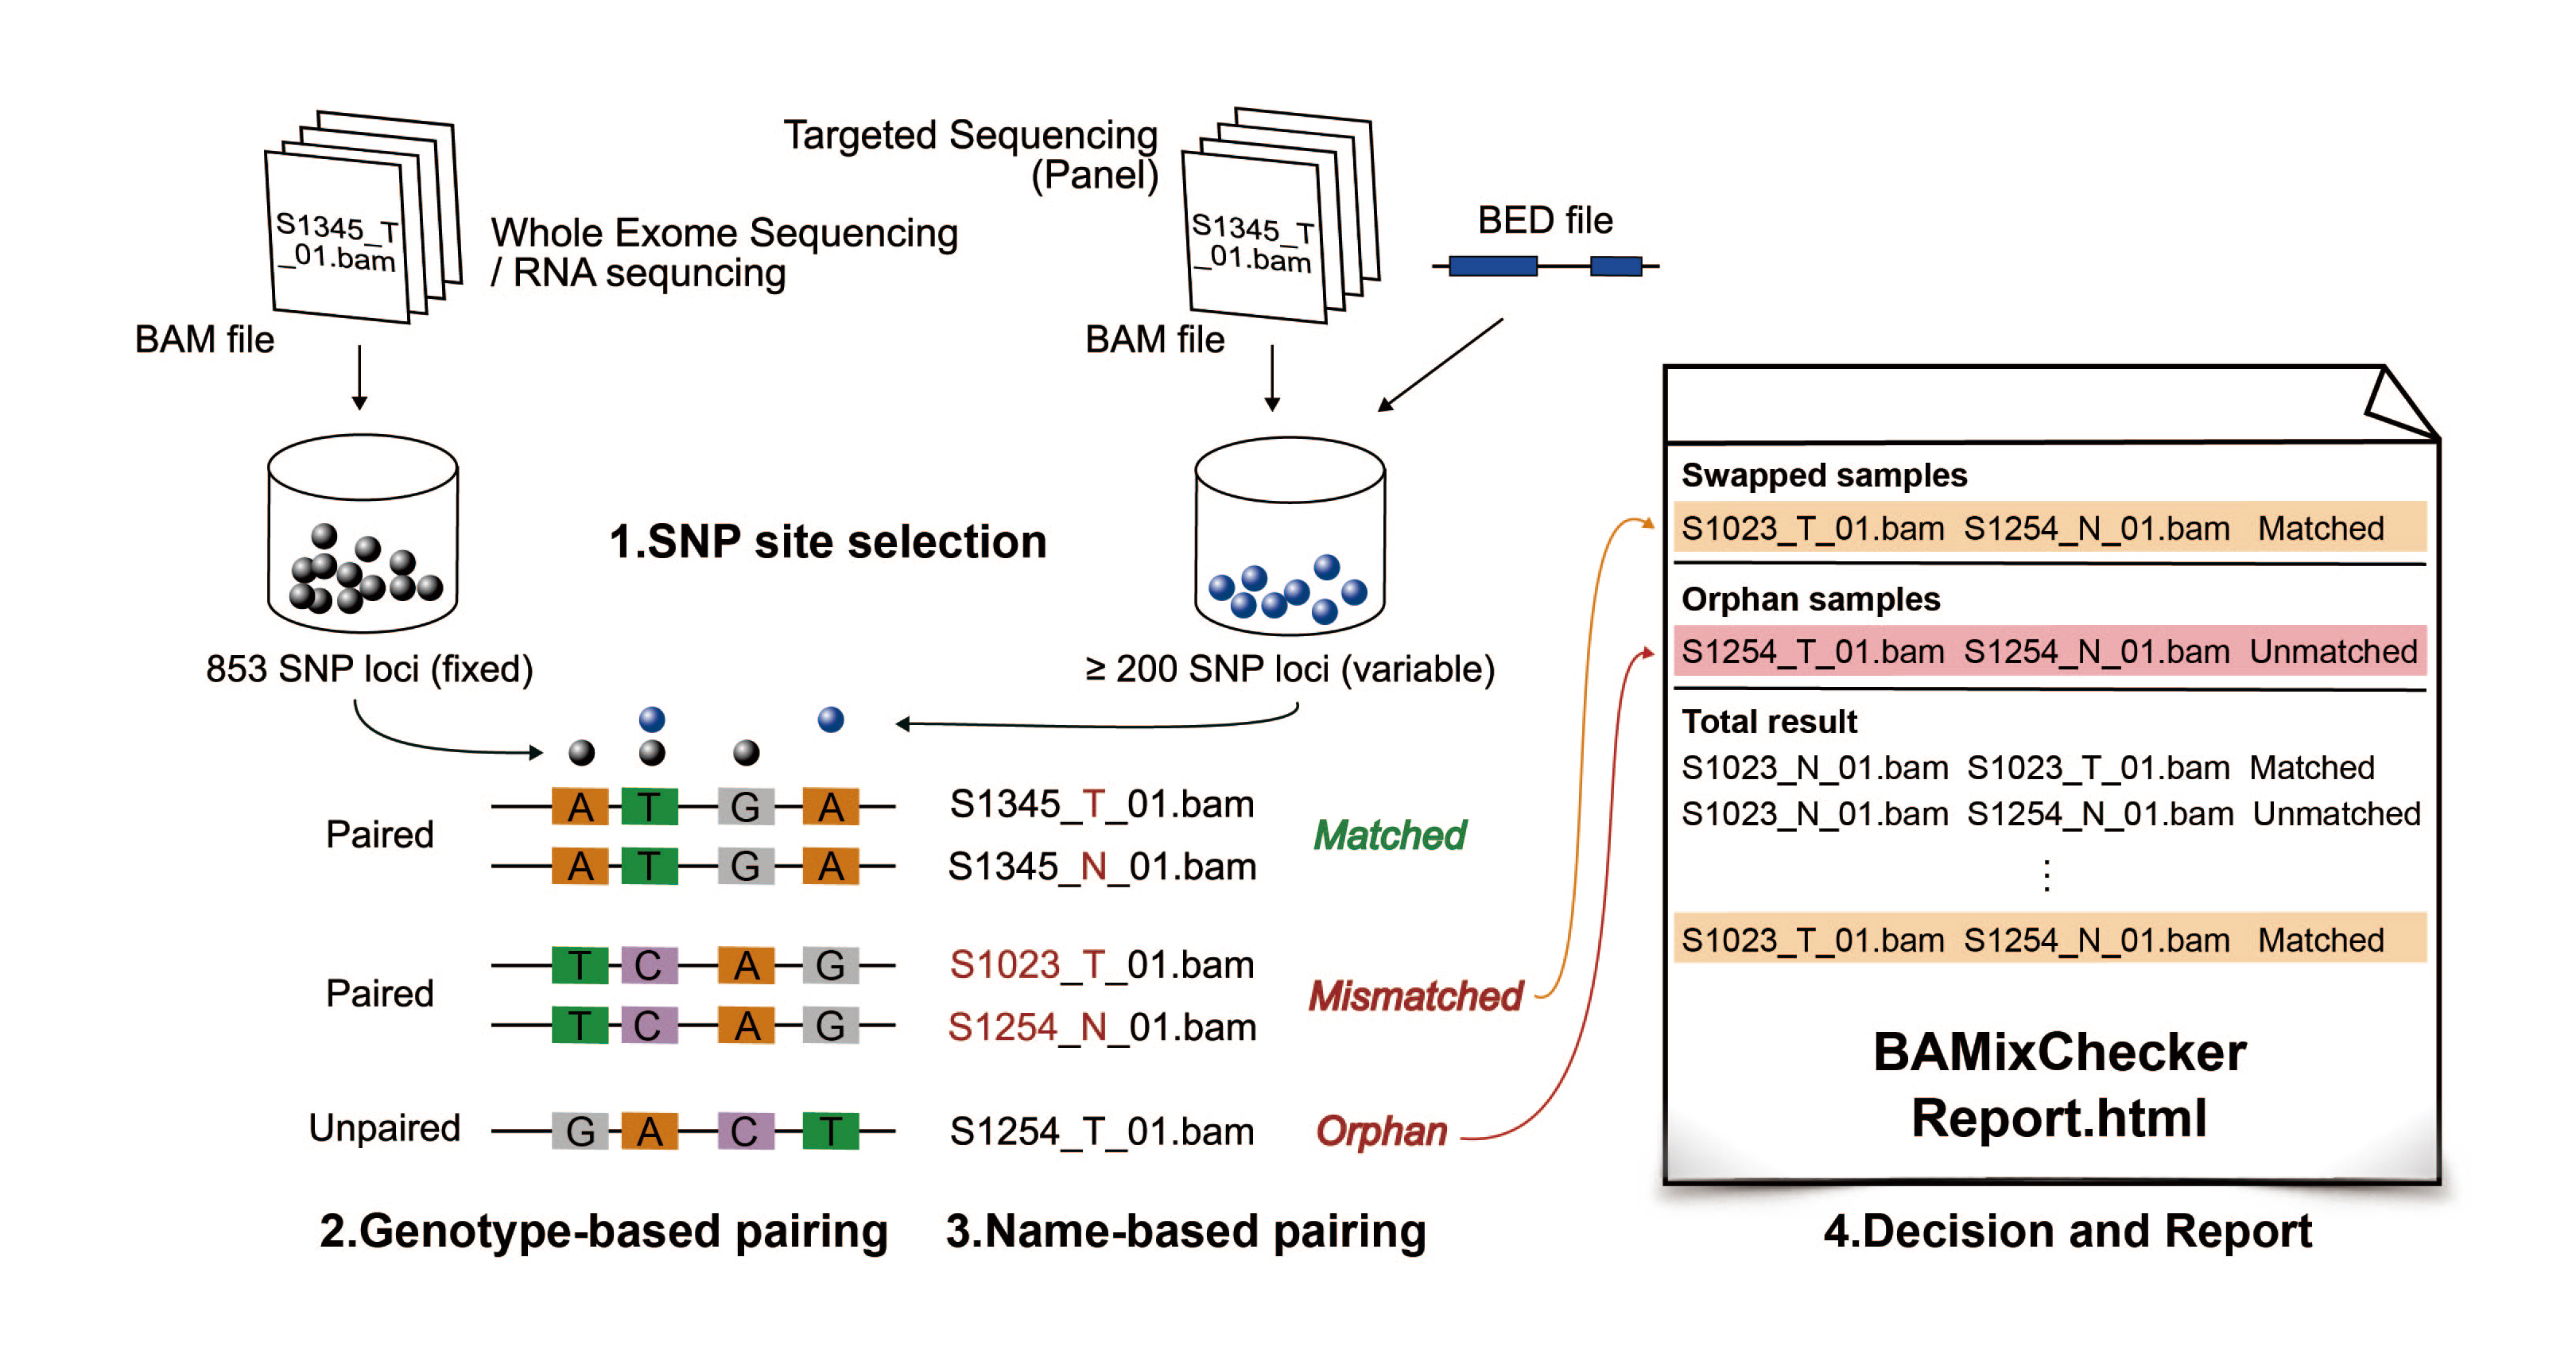 S1345_T
_01.bam
Whole Exome Sequencing
/ RNA sequncing
BAM file
Targeted Sequencing
(Panel)
S1345_T
_01.bam
BAM file
BED file
1.SNP site selection
853 SNP loci (fixed)
≥ 200 SNP loci (variable)
Paired
A T G A
S1345_T_01.bam
A T G A
S1345_N_01.bam
Matched
Paired
T C A G
S1023_T_01.bam
T C A G
S1254_N_01.bam
Mismatched
Unpaired
G A C T
S1254_T_01.bam
Orphan
2.Genotype-based pairing
3.Name-based pairing
Swapped samples
S1023_T_01.bam S1254_N_01.bam Matched
Orphan samples
S1254_T_01.bam S1254_N_01.bam Unmatched
Total result
S1023_N_01.bam S1023_T_01.bam Matched
S1023_N_01.bam S1254_N_01.bam Unmatched
⋮
S1023_T_01.bam S1254_N_01.bam Matched
BAMixChecker
Report.html
4.Decision and Report